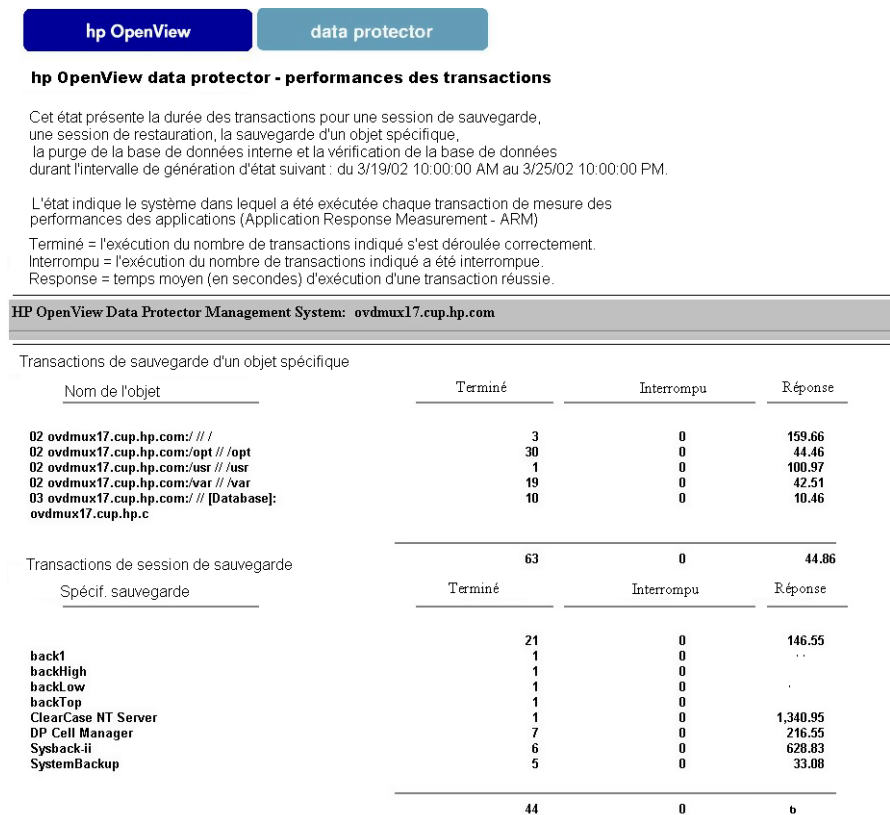 hp OpenView data protector
hp OpenView data protector - performances des transactions
Cet état présente la durée des transactions pour une session de sauvegarde,
une session de restauration, la sauvegarde d'un objet spécifique,
la purge de la base de données interne et la vérification de la base de données
durant l'intervalle de génération d'état suivant : du 3/19/02 10:00:00 AM au 3/25/02 10:00:00 PM.
L'état indique le système dans lequel a été exécutée chaque transaction de mesure des
performances des applications (Application Response Measurement - ARM)
Terminé = l'exécution du nombre de transactions indiqué s'est déroulée correctement.
Interrompu = l'exécution du nombre de transactions indiqué a été interrompue.
Response = temps moyen (en secondes) d'exécution d'une transaction réussie.
HP OpenView Data Protector Management System: ovdmux17.cup.hp.com
Transactions de sauvegarde d'un objet spécifique
Nom de l'objet Terminé Interrompu Réponse
02 ovdmux17.cup.hp.com:/ // / 3 0 159.66
02 ovdmux17.cup.hp.com:/opt // /opt 30 0 44.46
02 ovdmux17.cup.hp.com:/usr // /usr 1 0 100.97
02 ovdmux17.cup.hp.com:/var // /var 19 0 42.51
03 ovdmux17.cup.hp.com:/ // [Database]: 10 0 10.46
ovdmux17.cup.hp.c
63 0 44.86
Transactions de session de sauvegarde
Spécif. sauvegarde Terminé Interrompu Réponse
21 0 146.55
back1 1 0
backHigh 1 0
backLow 1 0
backTop 1 0
ClearCase NT Server 1 0 1,340.95
DP Cell Manager 7 0 216.55
Sysback-ii 6 0 628.83
SystemBackup 5 0 33.08
44 0